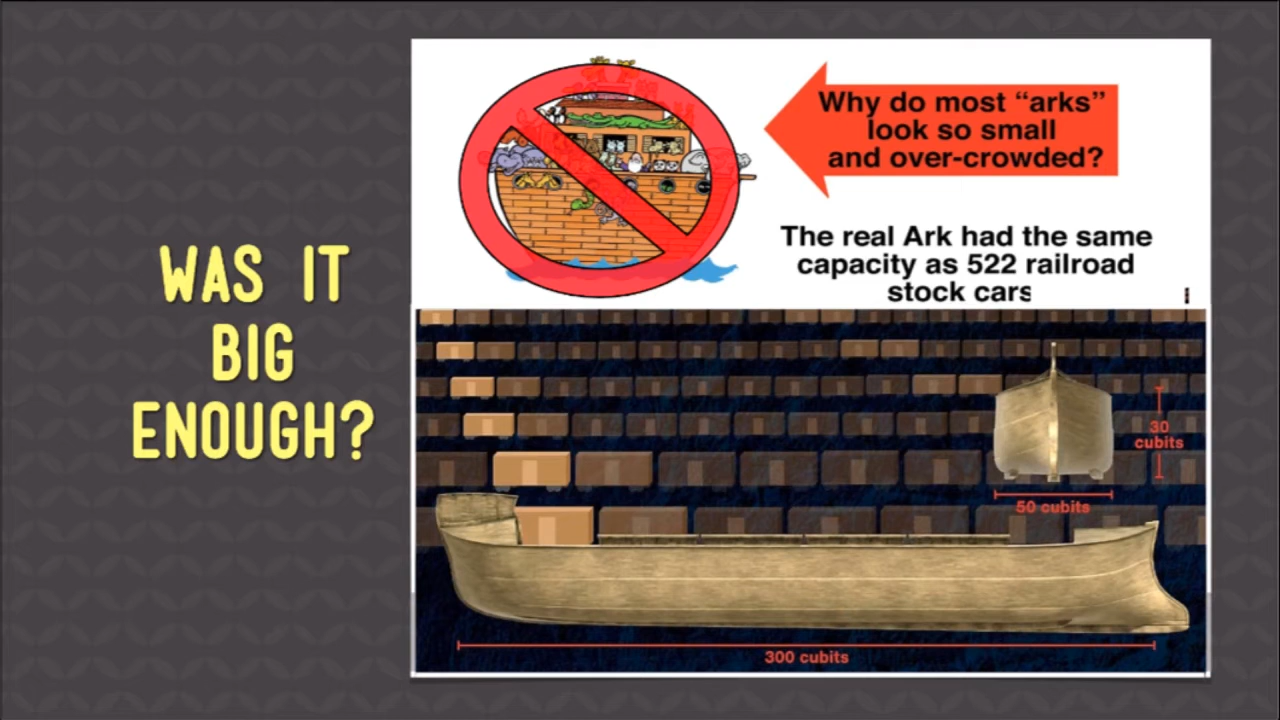 WAS IT
BIG
ENOUGH?
Why do most “arks”
look so small
and over-crowded?
The real Ark had the same
capacity as 522 railroad
stock cars
30
cubits
50 cubits
300 cubits